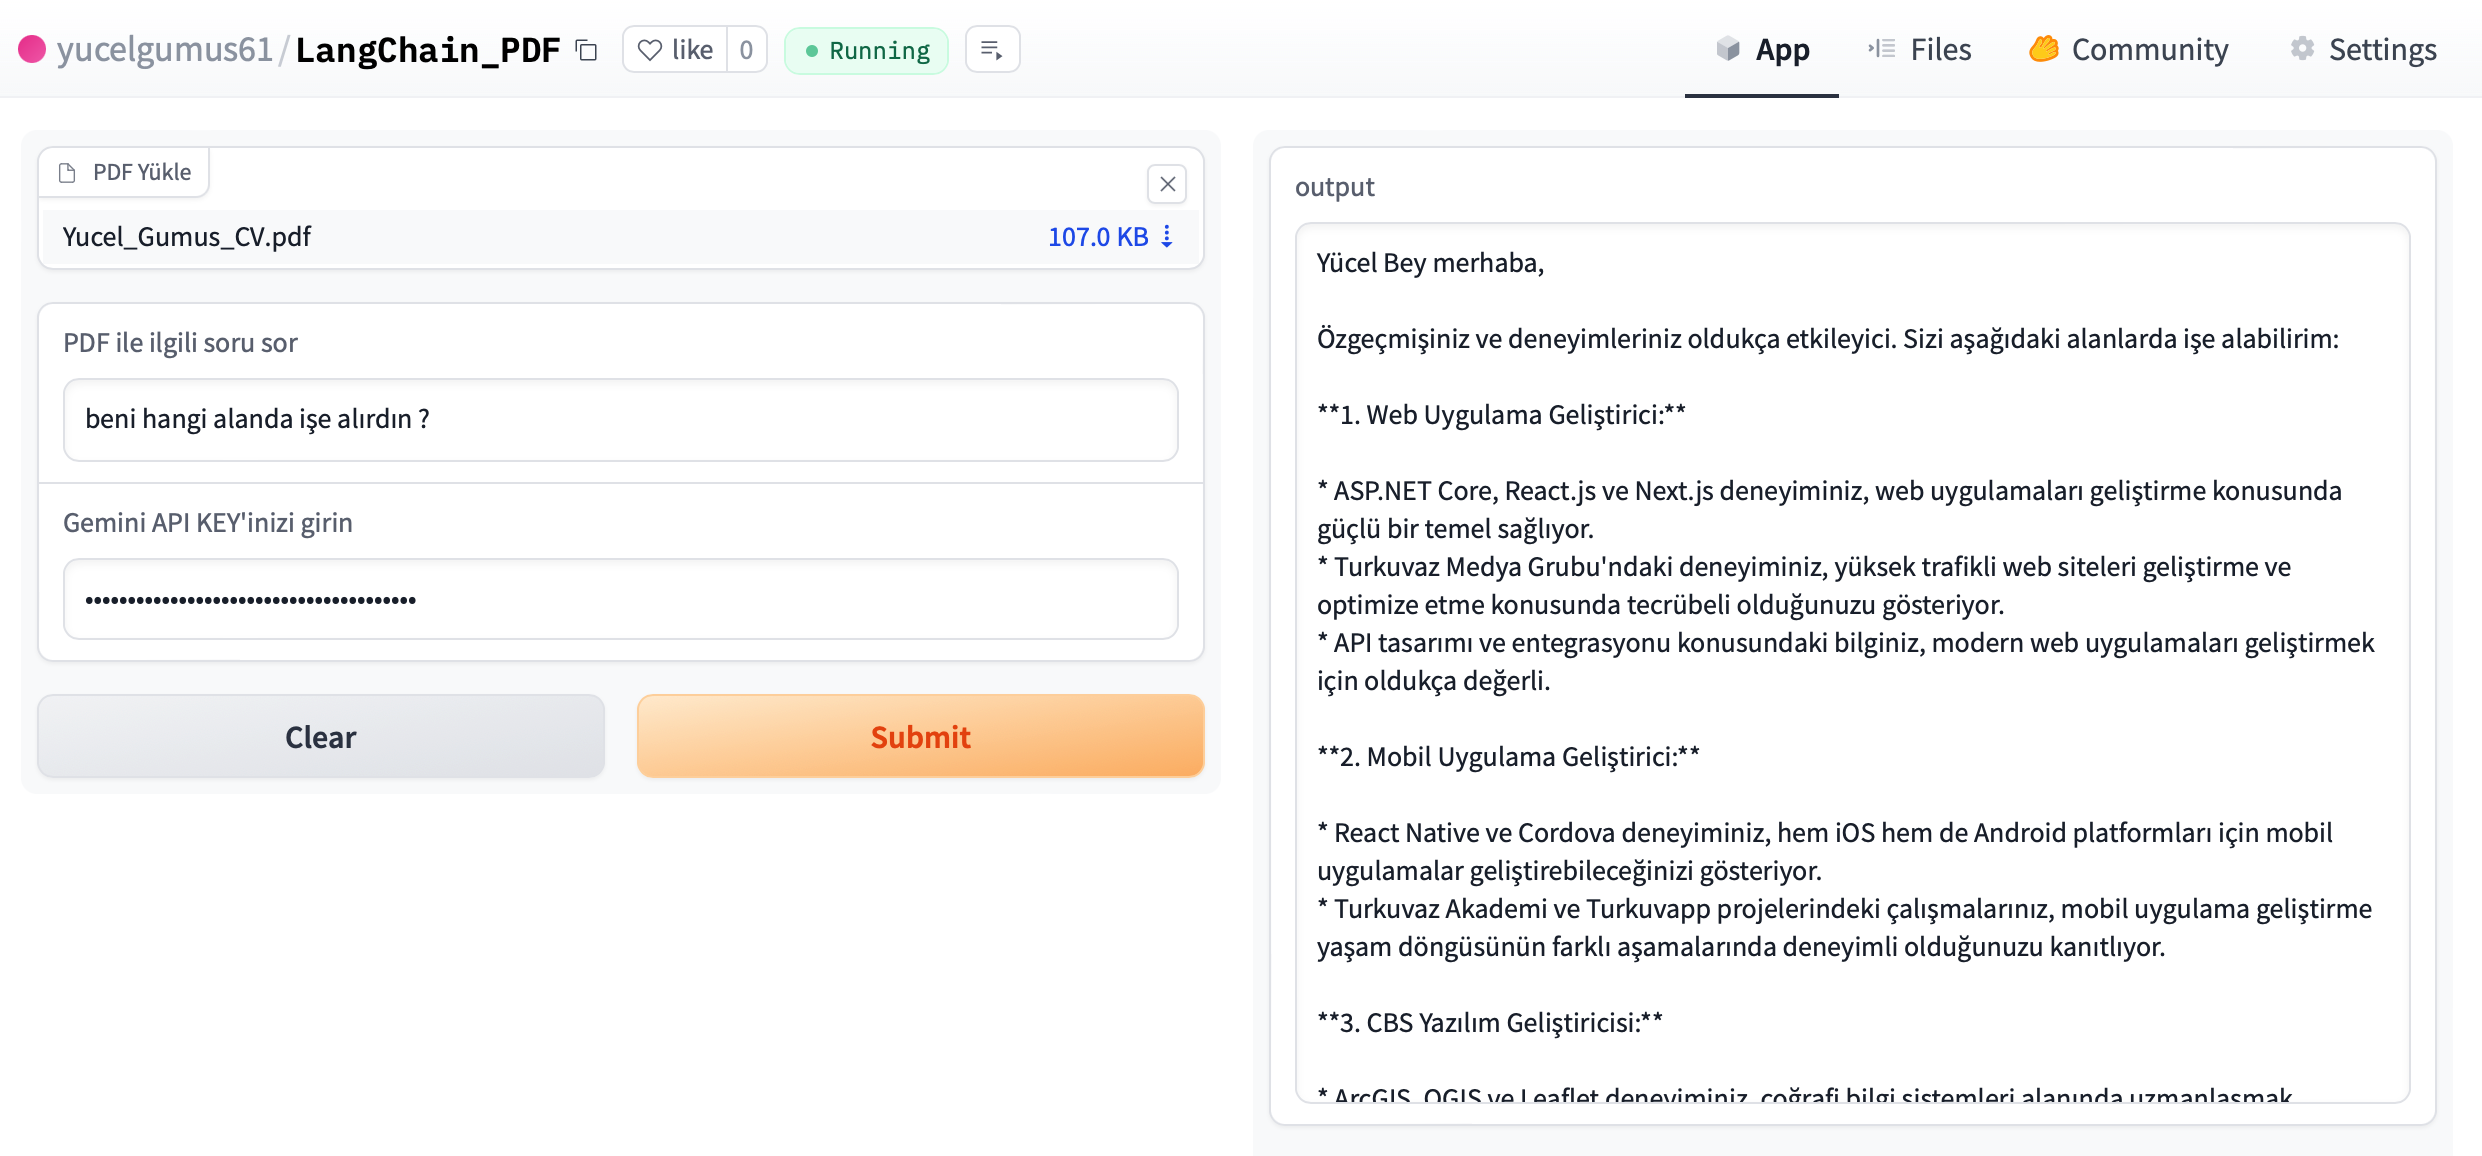 yucelgumus61/LangChain_PDF
like 0
Running
App
Files
Community
Settings
PDF Yükle
Yucel_Gumus_CV.pdf
107.0 KB
PDF ile ilgili soru sor
beni hangi alanda işe alırdın ?
Gemini API KEY'inizi girin
•••••••••••••••••••••••••••••••••••••••
Clear
Submit
output
Yücel Bey merhaba,
Özgeçmişiniz ve deneyimleriniz oldukça etkileyici. Sizi aşağıdaki alanlarda işe alabilirim:
**1. Web Uygulama Geliştirici:**
* ASP.NET Core, React.js ve Next.js deneyiminiz, web uygulamaları geliştirme konusunda
güçlü bir temel sağlıyor.
* Turkuvaz Medya Grubu'ndaki deneyiminiz, yüksek trafikli web siteleri geliştirme ve
optimize etme konusunda tecrübeli olduğunuzu gösteriyor.
* API tasarımı ve entegrasyonu konusundaki bilginiz, modern web uygulamaları geliştirmek
için oldukça değerli.
**2. Mobil Uygulama Geliştirici:**
* React Native ve Cordova deneyiminiz, hem iOS hem de Android platformları için mobil
uygulamalar geliştirebileceğinizi gösteriyor.
* Turkuvaz Akademi ve Turkuvapp projelerindeki çalışmalarınız, mobil uygulama geliştirme
yaşam döngüsünün farklı aşamalarında deneyimli olduğunuzu kanıtlıyor.
**3. CBS Yazılım Geliştiricisi:**
* ArcGIS, QGIS ve Leaflet deneyiminiz, coğrafi bilgi sistemleri alanında uzmanlaşmak